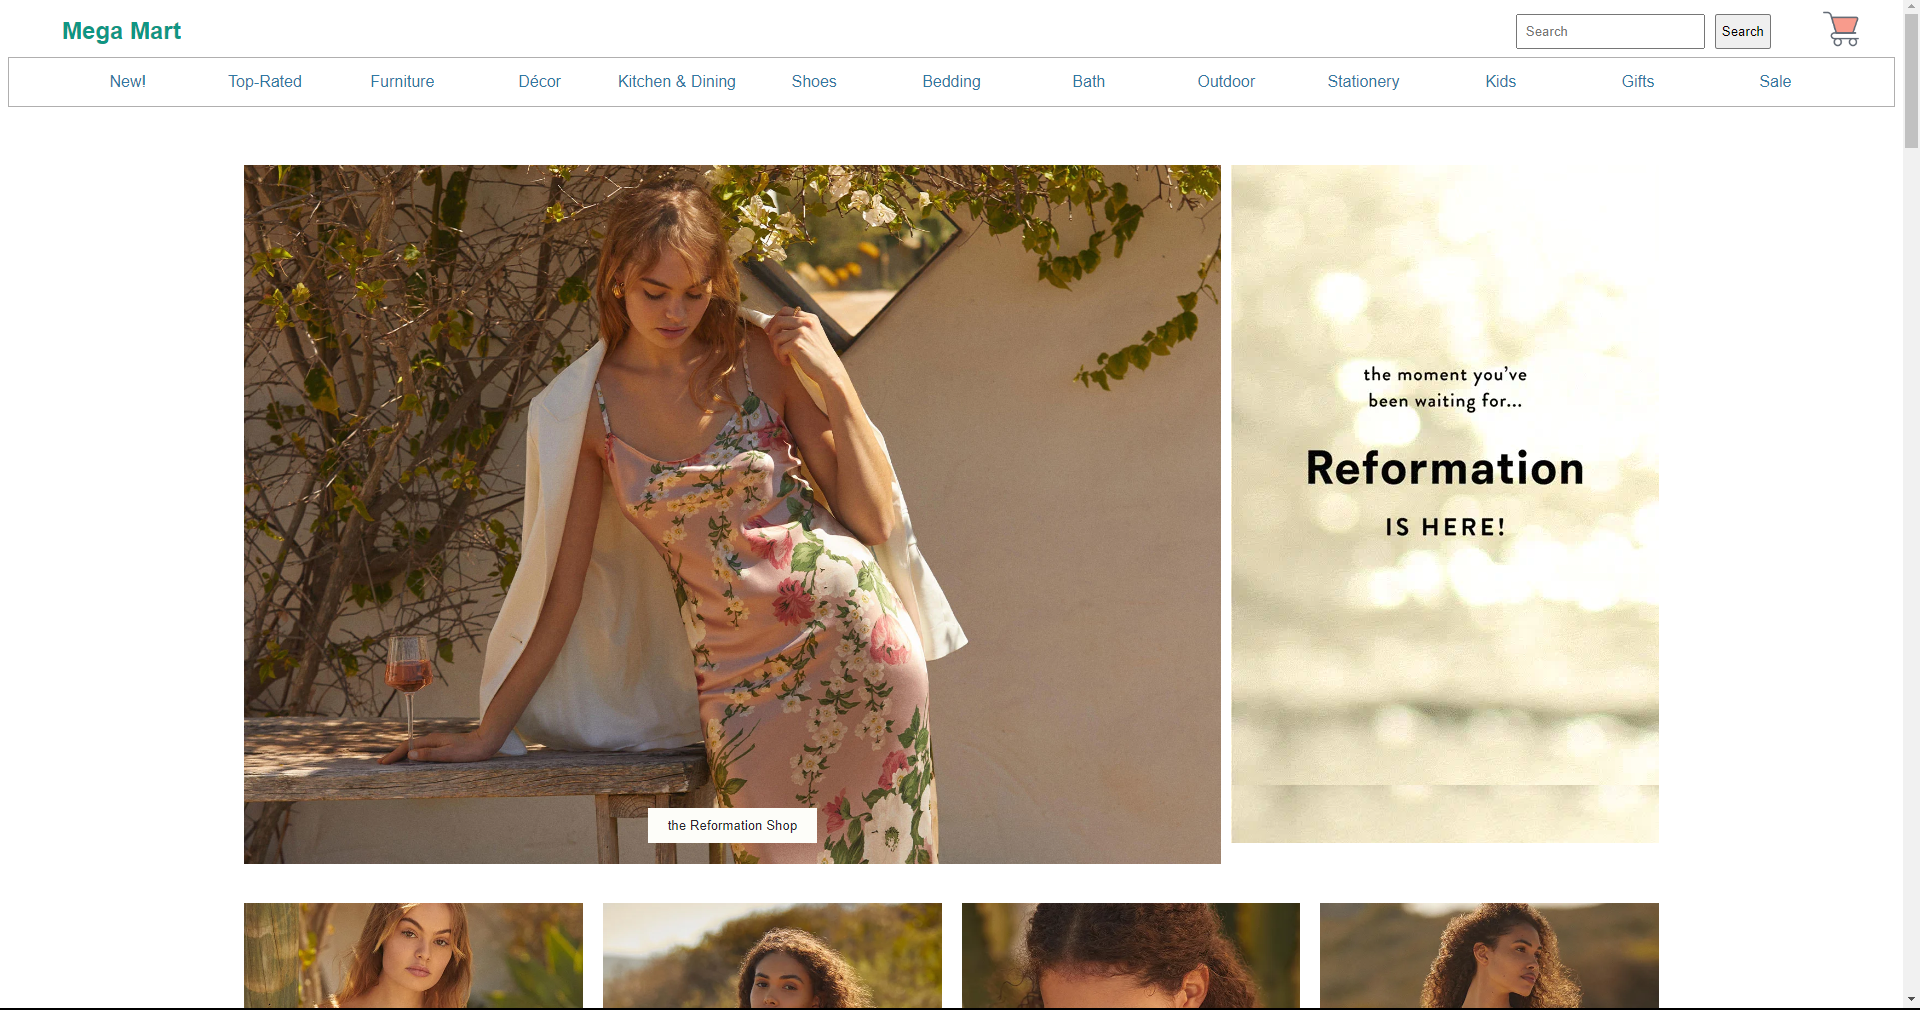 Mega Mart
Search
Search
New! Top-Rated Furniture Décor Kitchen & Dining Shoes Bedding Bath Outdoor Stationery Kids Gifts Sale
the moment you've
been waiting for...
Reformation
IS HERE!
the Reformation Shop